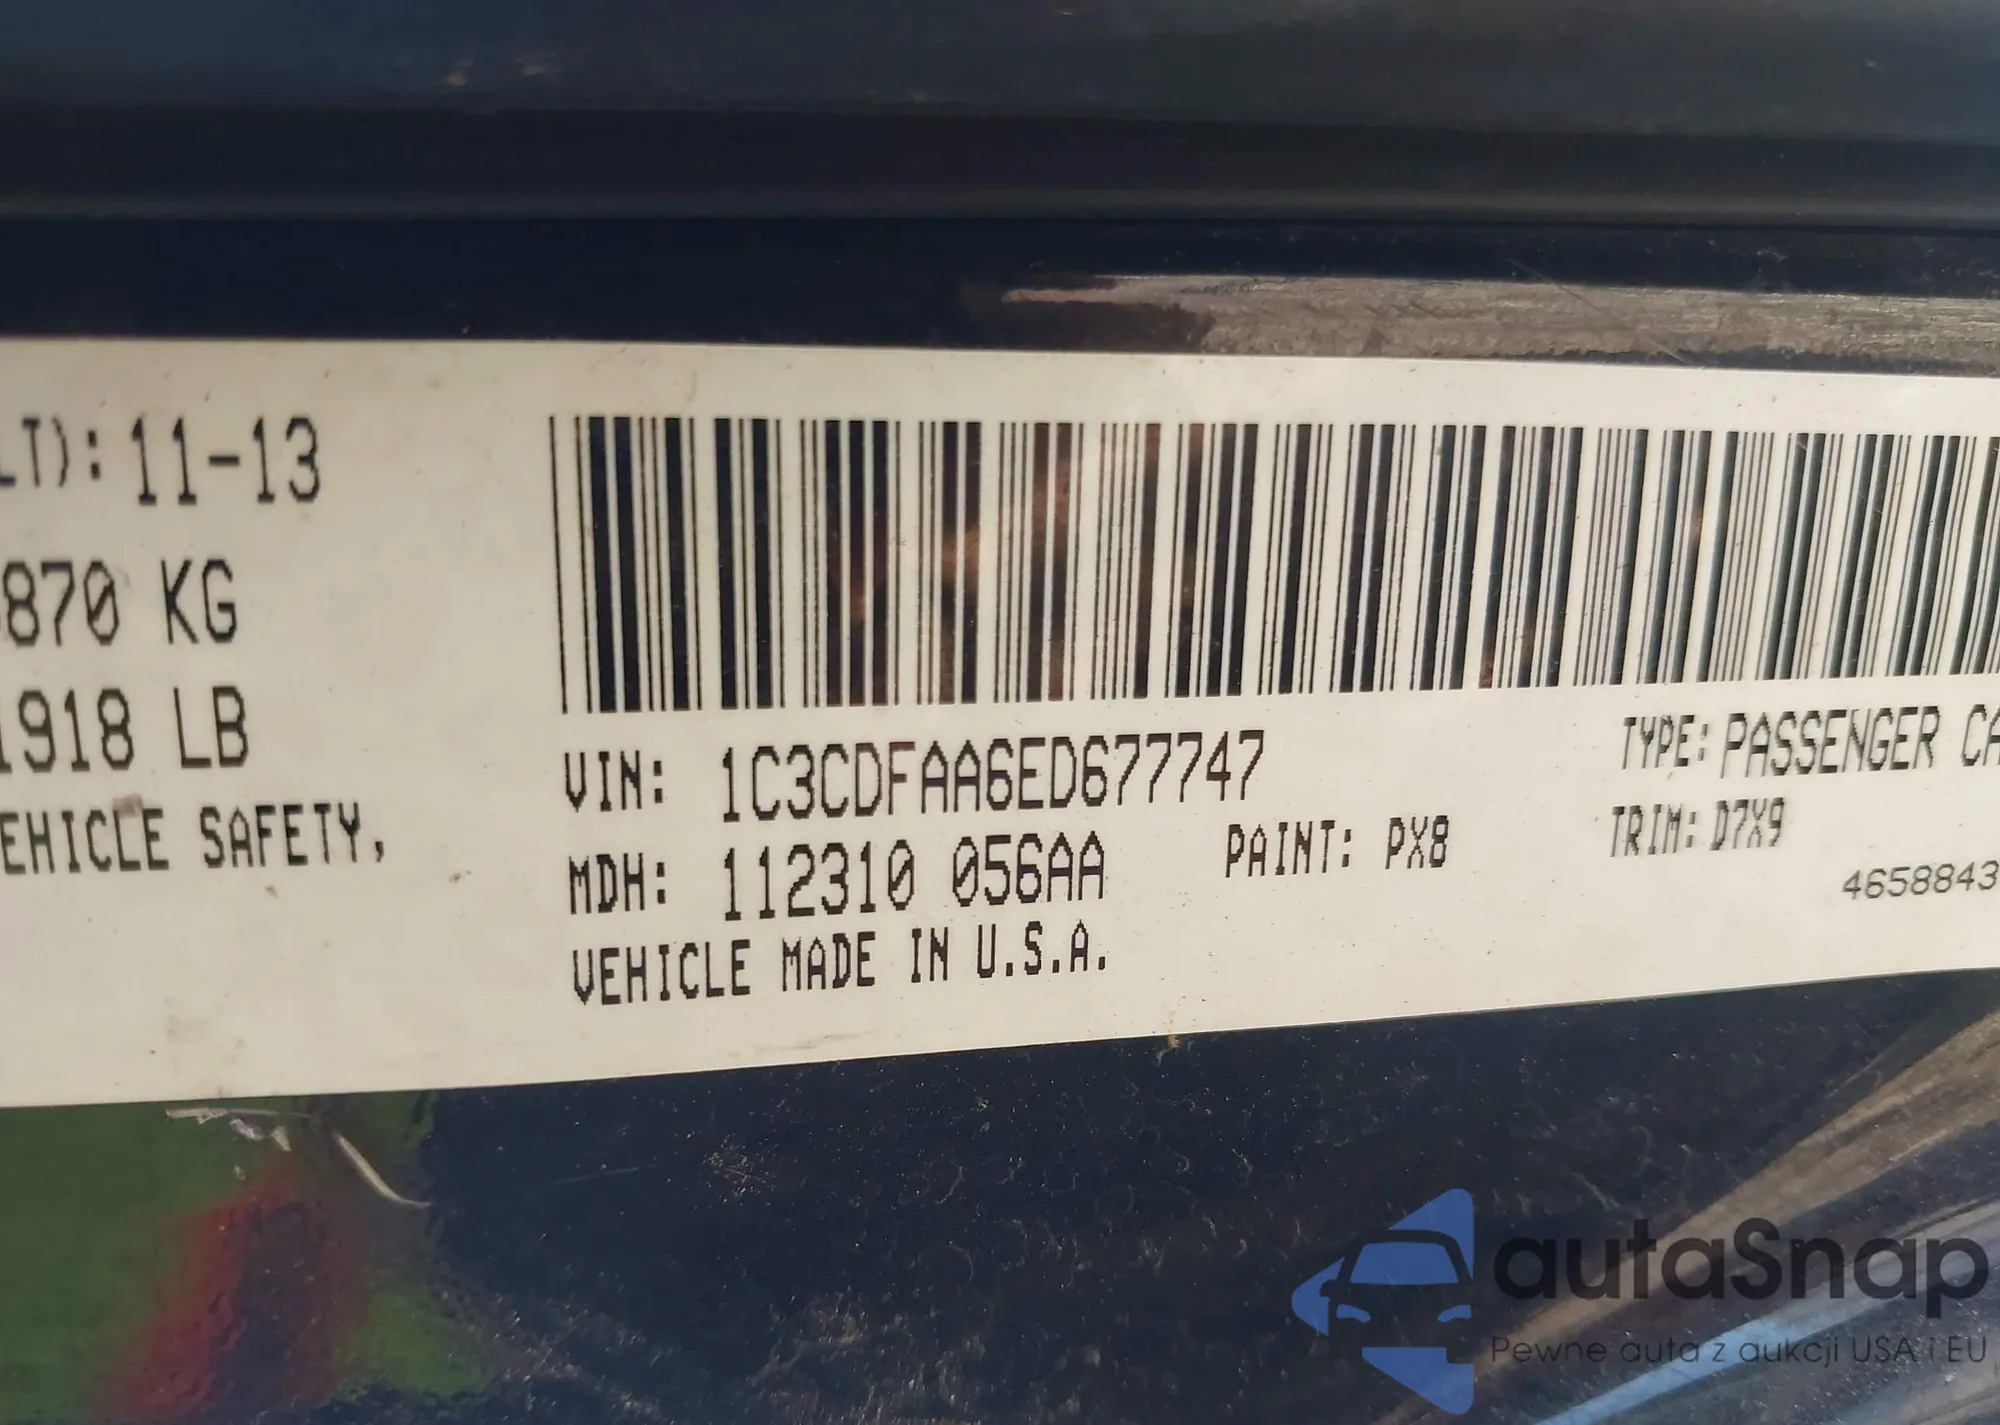 LT): 11-13
870 KG
1918 LB
EHICLE SAFETY,
VIN: 1C3CDFAA6ED677747
MDH: 112310 056AA
VEHICLE MADE IN U.S.A.
PAINT: PX8
TYPE: PASSENGER CA
TRIM: D7X9
4658843
autaSnap
Pewne auta z aukcji USA i EU